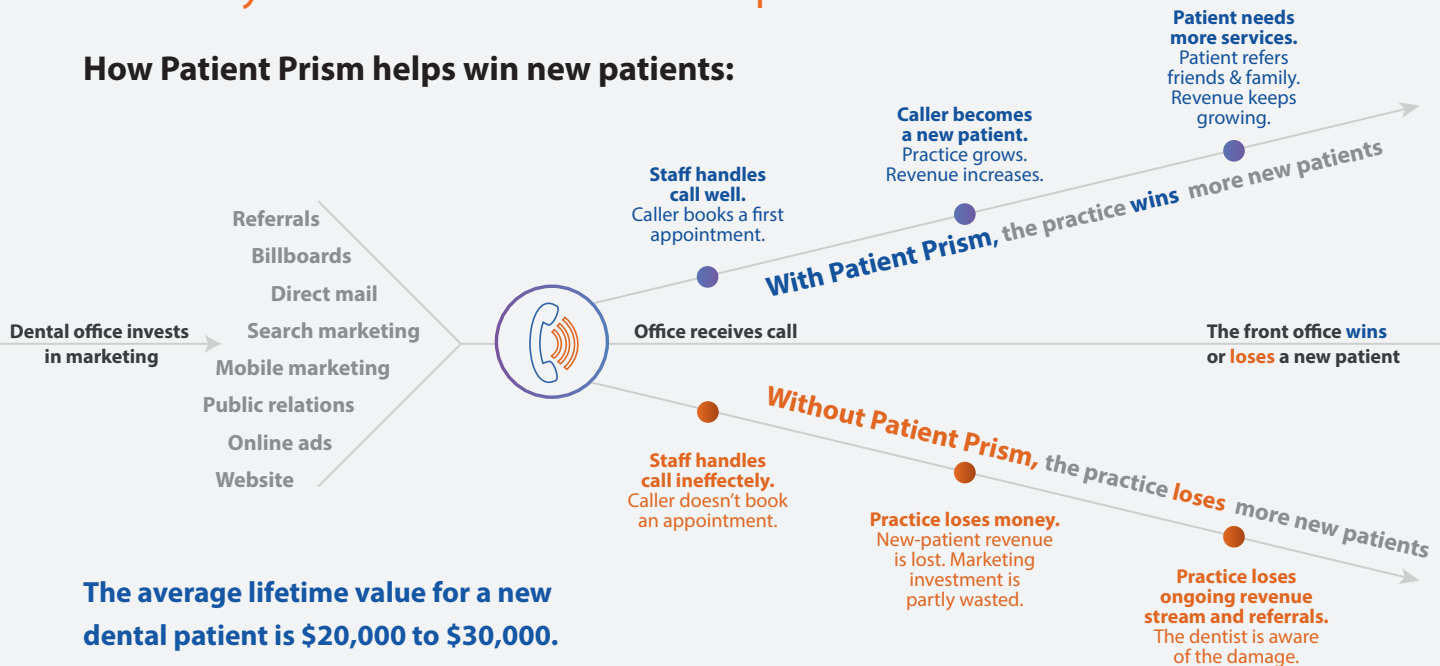 How Patient Prism helps win new patients:
Dental office invests
in marketing
Referrals
Billboards
Direct mail
Search marketing
Mobile marketing
Public relations
Online ads
Website
Office receives call
Staff handles
call well.
Caller books a first
appointment.
Caller becomes
a new patient.
Practice grows.
Revenue increases.
Patient needs
more services.
Patient refers
friends & family.
Revenue keeps
growing.
With Patient Prism, the practice wins more new patients
The front office wins
or loses a new patient
Without Patient Prism, the practice loses more new patients
Staff handles
call ineffectely.
Caller doesn’t book
an appointment.
Practice loses money.
New-patient revenue
is lost. Marketing
investment is
partly wasted.
Practice loses
ongoing revenue
stream and referrals.
The dentist is aware
of the damage.
The average lifetime value for a new
dental patient is $20,000 to $30,000.